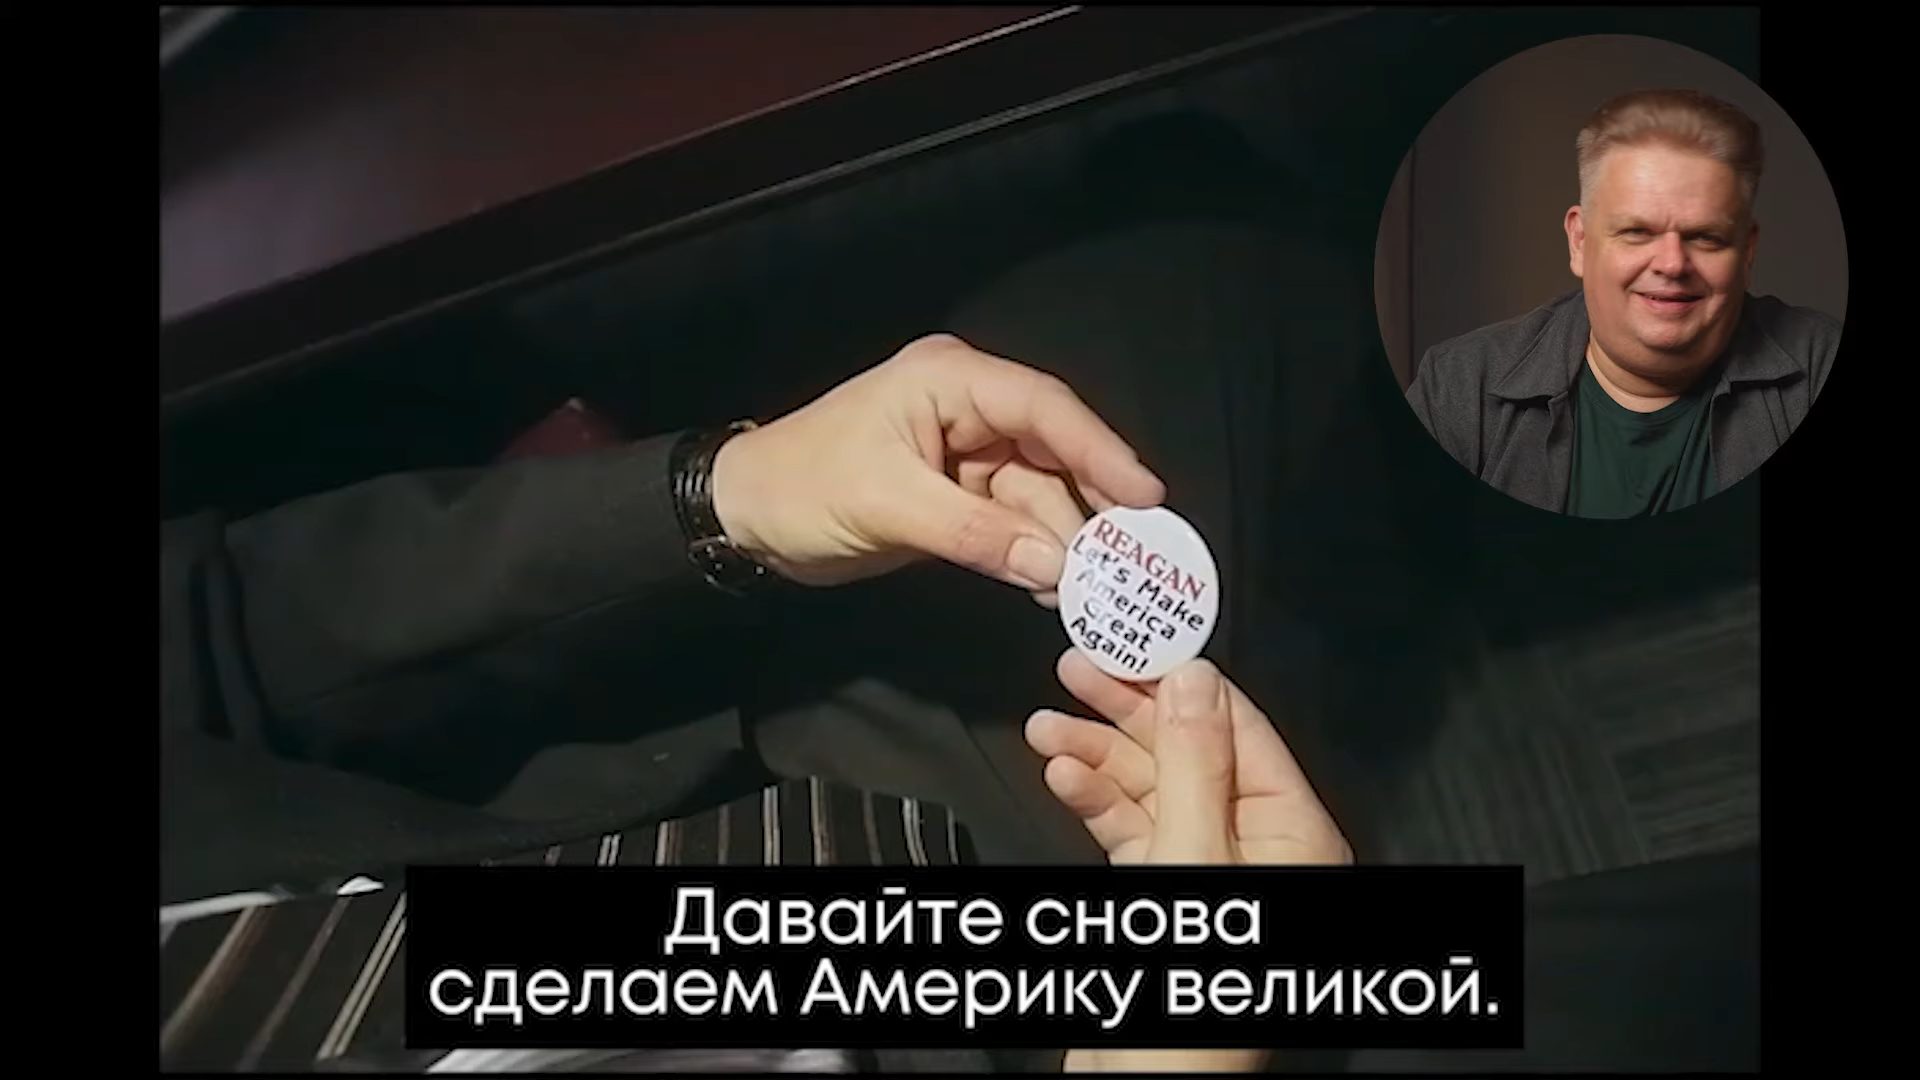 REAGAN
Let's Make
America
Great
Again!
Давайте снова
сделаем Америку великой.